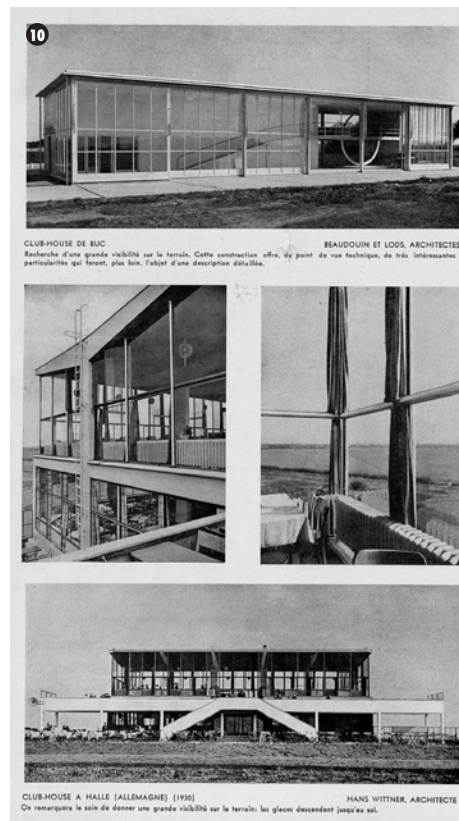 10
CLUB-HOUSE DE BUC BEAUDOUIN ET LODS, ARCHITECTES
Recherche d'une grande visibilité sur le terrain. Cette construction offre, du point de vue technique, de très intéressantes
particularités qui feront, plus loin, l'objet d'une description détaillée.
CLUB-HOUSE A HALLE (ALLEMAGNE) (1930) HANS WITTNER, ARCHITECTE
On remarquera le soin de donner une grande visibilité sur le terrain: les glaces descendent jusqu'au sol.